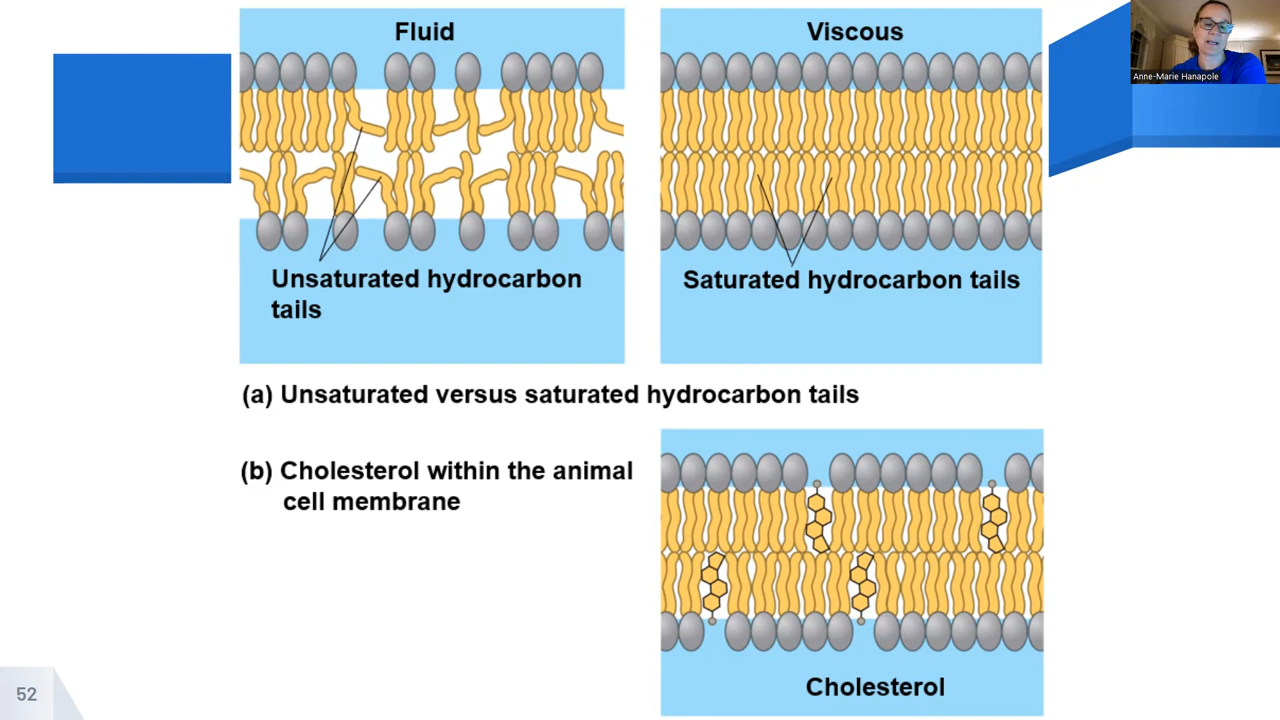 Fluid
Viscous
Anne-Marie Hanapole
Unsaturated hydrocarbon
tails
Saturated hydrocarbon tails
(a) Unsaturated versus saturated hydrocarbon tails
(b) Cholesterol within the animal
cell membrane
Cholesterol
52